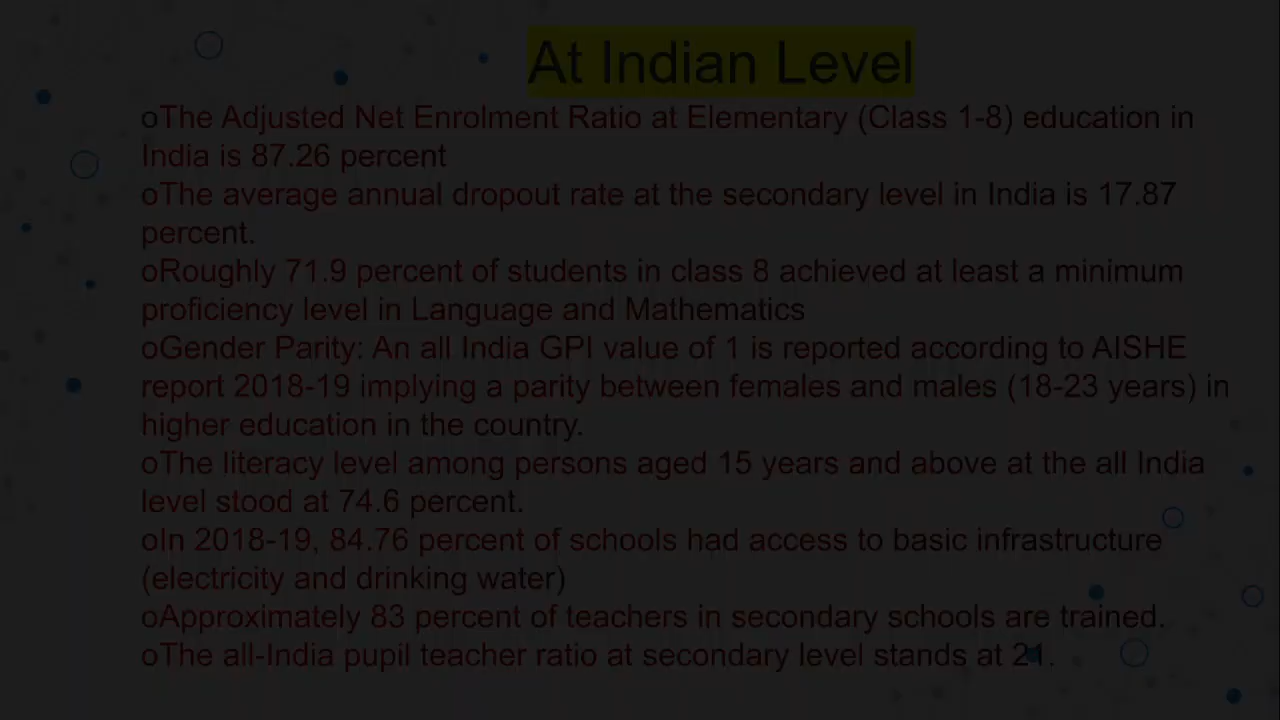 At Indian Level
oThe Adjusted Net Enrolment Ratio at Elementary (Class 1-8) education in
India is 87.26 percent
oThe average annual dropout rate at the secondary level in India is 17.87
percent.
oRoughly 71.9 percent of students in class 8 achieved at least a minimum
proficiency level in Language and Mathematics
oGender Parity: An all India GPI value of 1 is reported according to AISHE
report 2018-19 implying a parity between females and males (18-23 years) in
higher education in the country.
oThe literacy level among persons aged 15 years and above at the all India
level stood at 74.6 percent.
oIn 2018-19, 84.76 percent of schools had access to basic infrastructure
(electricity and drinking water)
oApproximately 83 percent of teachers in secondary schools are trained.
oThe all-India pupil teacher ratio at secondary level stands at 21.